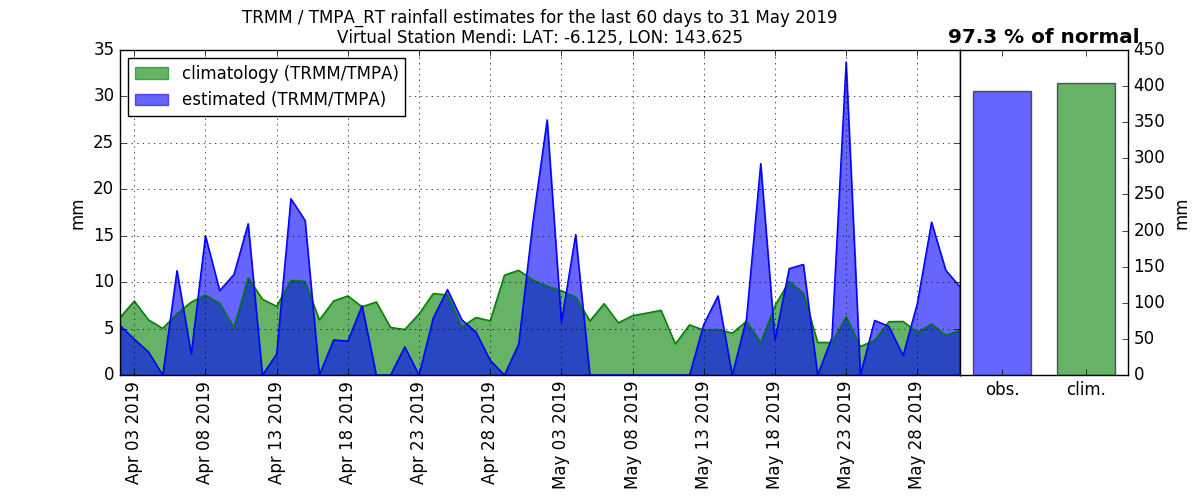 TRMM / TMPA_RT rainfall estimates for the last 60 days to 31 May 2019
Virtual Station Mendi: LAT: -6.125, LON: 143.625
97.3 % of normal
climatology (TRMM/TMPA)
estimated (TRMM/TMPA)
35
30
25
20
15
10
5
0
mm
Apr 03 2019
Apr 08 2019
Apr 13 2019
Apr 18 2019
Apr 23 2019
Apr 28 2019
May 03 2019
May 08 2019
May 13 2019
May 18 2019
May 23 2019
May 28 2019
obs.
clim.
450
400
350
300
250
200
150
100
50
0
mm